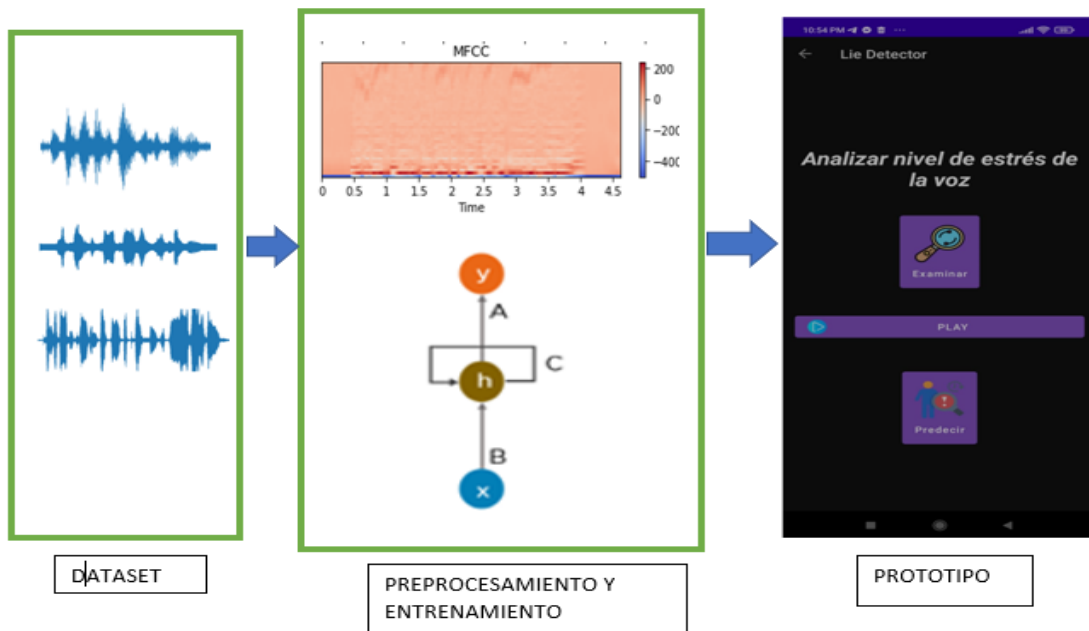 MFCC
200
0
-200
-400
0 0.5 1 1.5 2 2.5 3 3.5 4 4.5
Time
y
A
h
C
B
x
10:54 PM
Lie Detector
Analizar nivel de estrés de
la voz
Examinar
PLAY
Predecir
DATASET
PREPROCESAMIENTO Y
ENTRENAMIENTO
PROTOTIPO